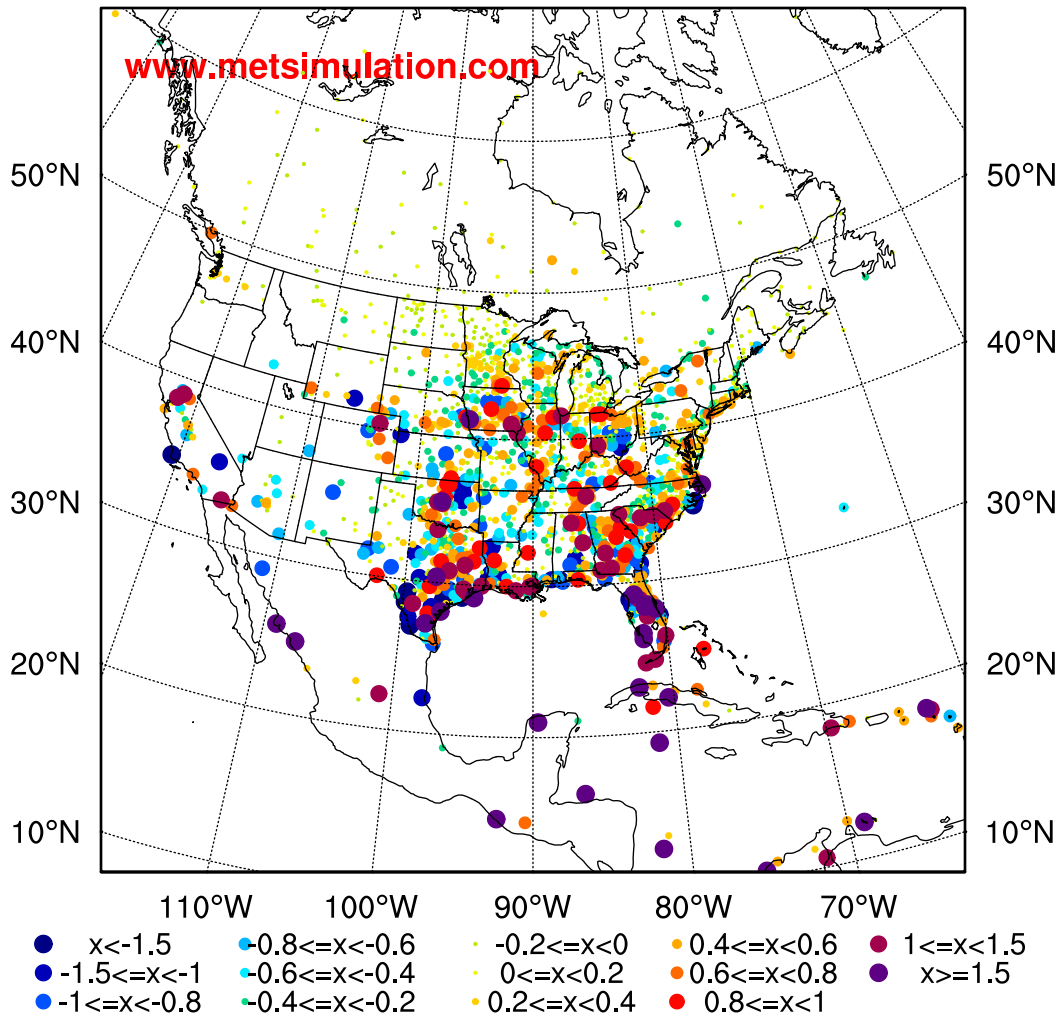 www.metsimulation.com
50°N 50°N
40°N 40°N
30°N 30°N
20°N 20°N
10°N 10°N
110°W 100°W 90°W 80°W 70°W
x<-1.5 -0.8<=x<-0.6 -0.2<=x<0 0.4<=x<0.6 1<=x<1.5
-1.5<=x<-1 -0.6<=x<-0.4 0<=x<0.2 0.6<=x<0.8 x>=1.5
-1<=x<-0.8 -0.4<=x<-0.2 0.2<=x<0.4 0.8<=x<1